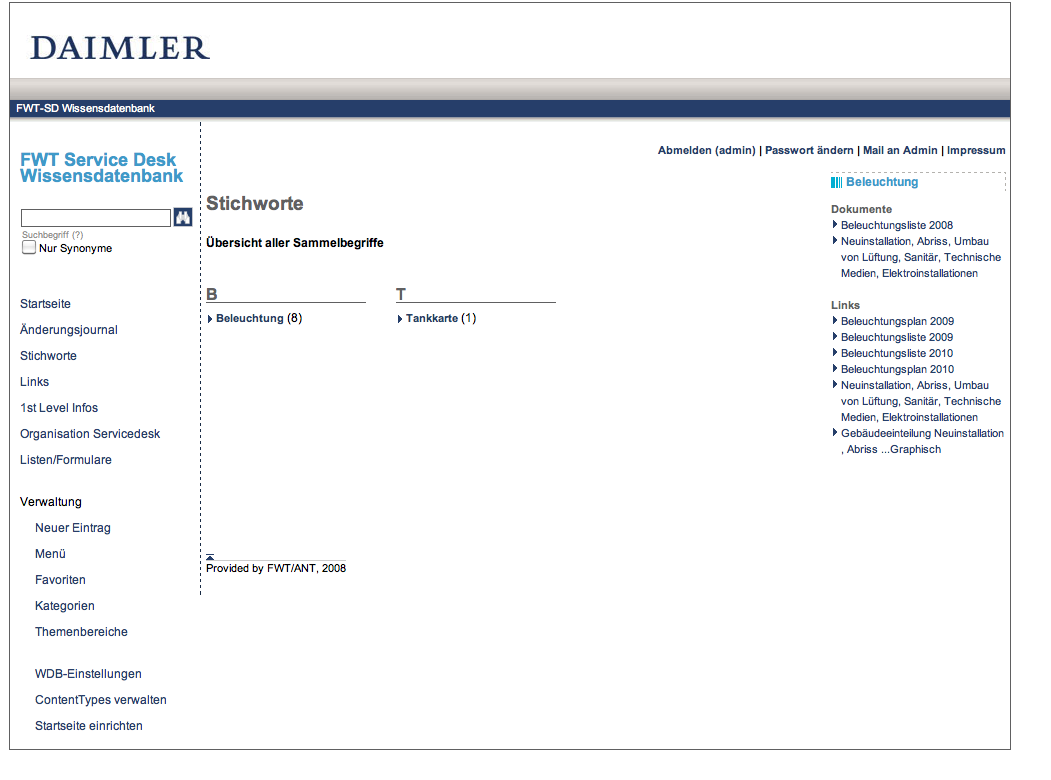 DAIMLER
FWT-SD Wissensdatenbank
Abmelden (admin) | Passwort ändern | Mail an Admin | Impressum
FWT Service Desk
Wissensdatenbank
Suchbegriff (?)
Nur Synonyme
Startseite
Änderungsjournal
Stichworte
Links
1st Level Infos
Organisation Servicedesk
Listen/Formulare
Verwaltung
Neuer Eintrag
Menü
Favoriten
Kategorien
Themenbereiche
WDB-Einstellungen
ContentTypes verwalten
Startseite einrichten
Stichworte
Übersicht aller Sammelbegriffe
B
Beleuchtung (8)
T
Tankkarte (1)
Provided by FWT/ANT, 2008
Beleuchtung
Dokumente
Beleuchtungsliste 2008
Neuinstallation, Abriss, Umbau
von Lüftung, Sanitär, Technische
Medien, Elektroinstallationen
Links
Beleuchtungsplan 2009
Beleuchtungsliste 2009
Beleuchtungsliste 2010
Beleuchtungsplan 2010
Neuinstallation, Abriss, Umbau
von Lüftung, Sanitär, Technische
Medien, Elektroinstallationen
Gebäudeeinteilung Neuinstallation
, Abriss ...Graphisch